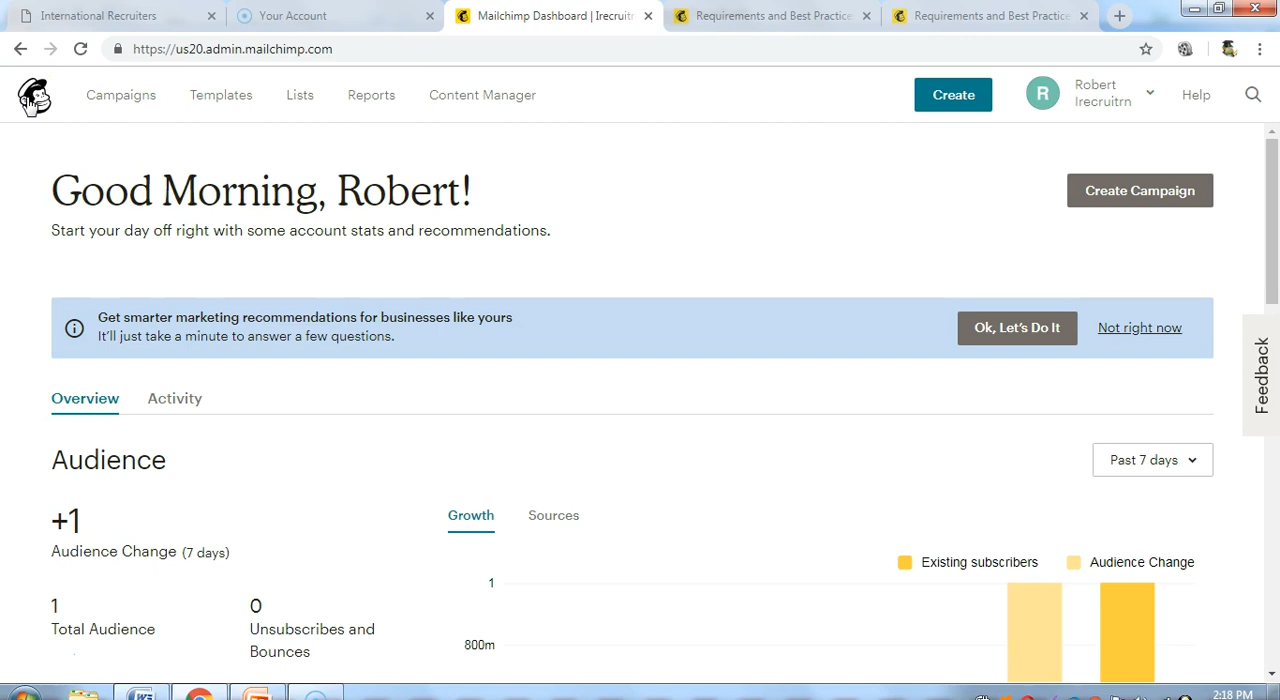 International Recruiters
Your Account
Mailchimp Dashboard | Irecruitr
Requirements and Best Practice
Requirements and Best Practice
https://us20.admin.mailchimp.com
Campaigns
Templates
Lists
Reports
Content Manager
Create
R
Robert
Irecruitrn
Help
Good Morning, Robert!
Create Campaign
Start your day off right with some account stats and recommendations.
Get smarter marketing recommendations for businesses like yours
It'll just take a minute to answer a few questions.
Ok, Let's Do It
Not right now
Feedback
Overview
Activity
Audience
Past 7 days
+1
Audience Change (7 days)
Growth
Sources
Existing subscribers
Audience Change
1
800m
1
Total Audience
0
Unsubscribes and
Bounces
2:18 PM